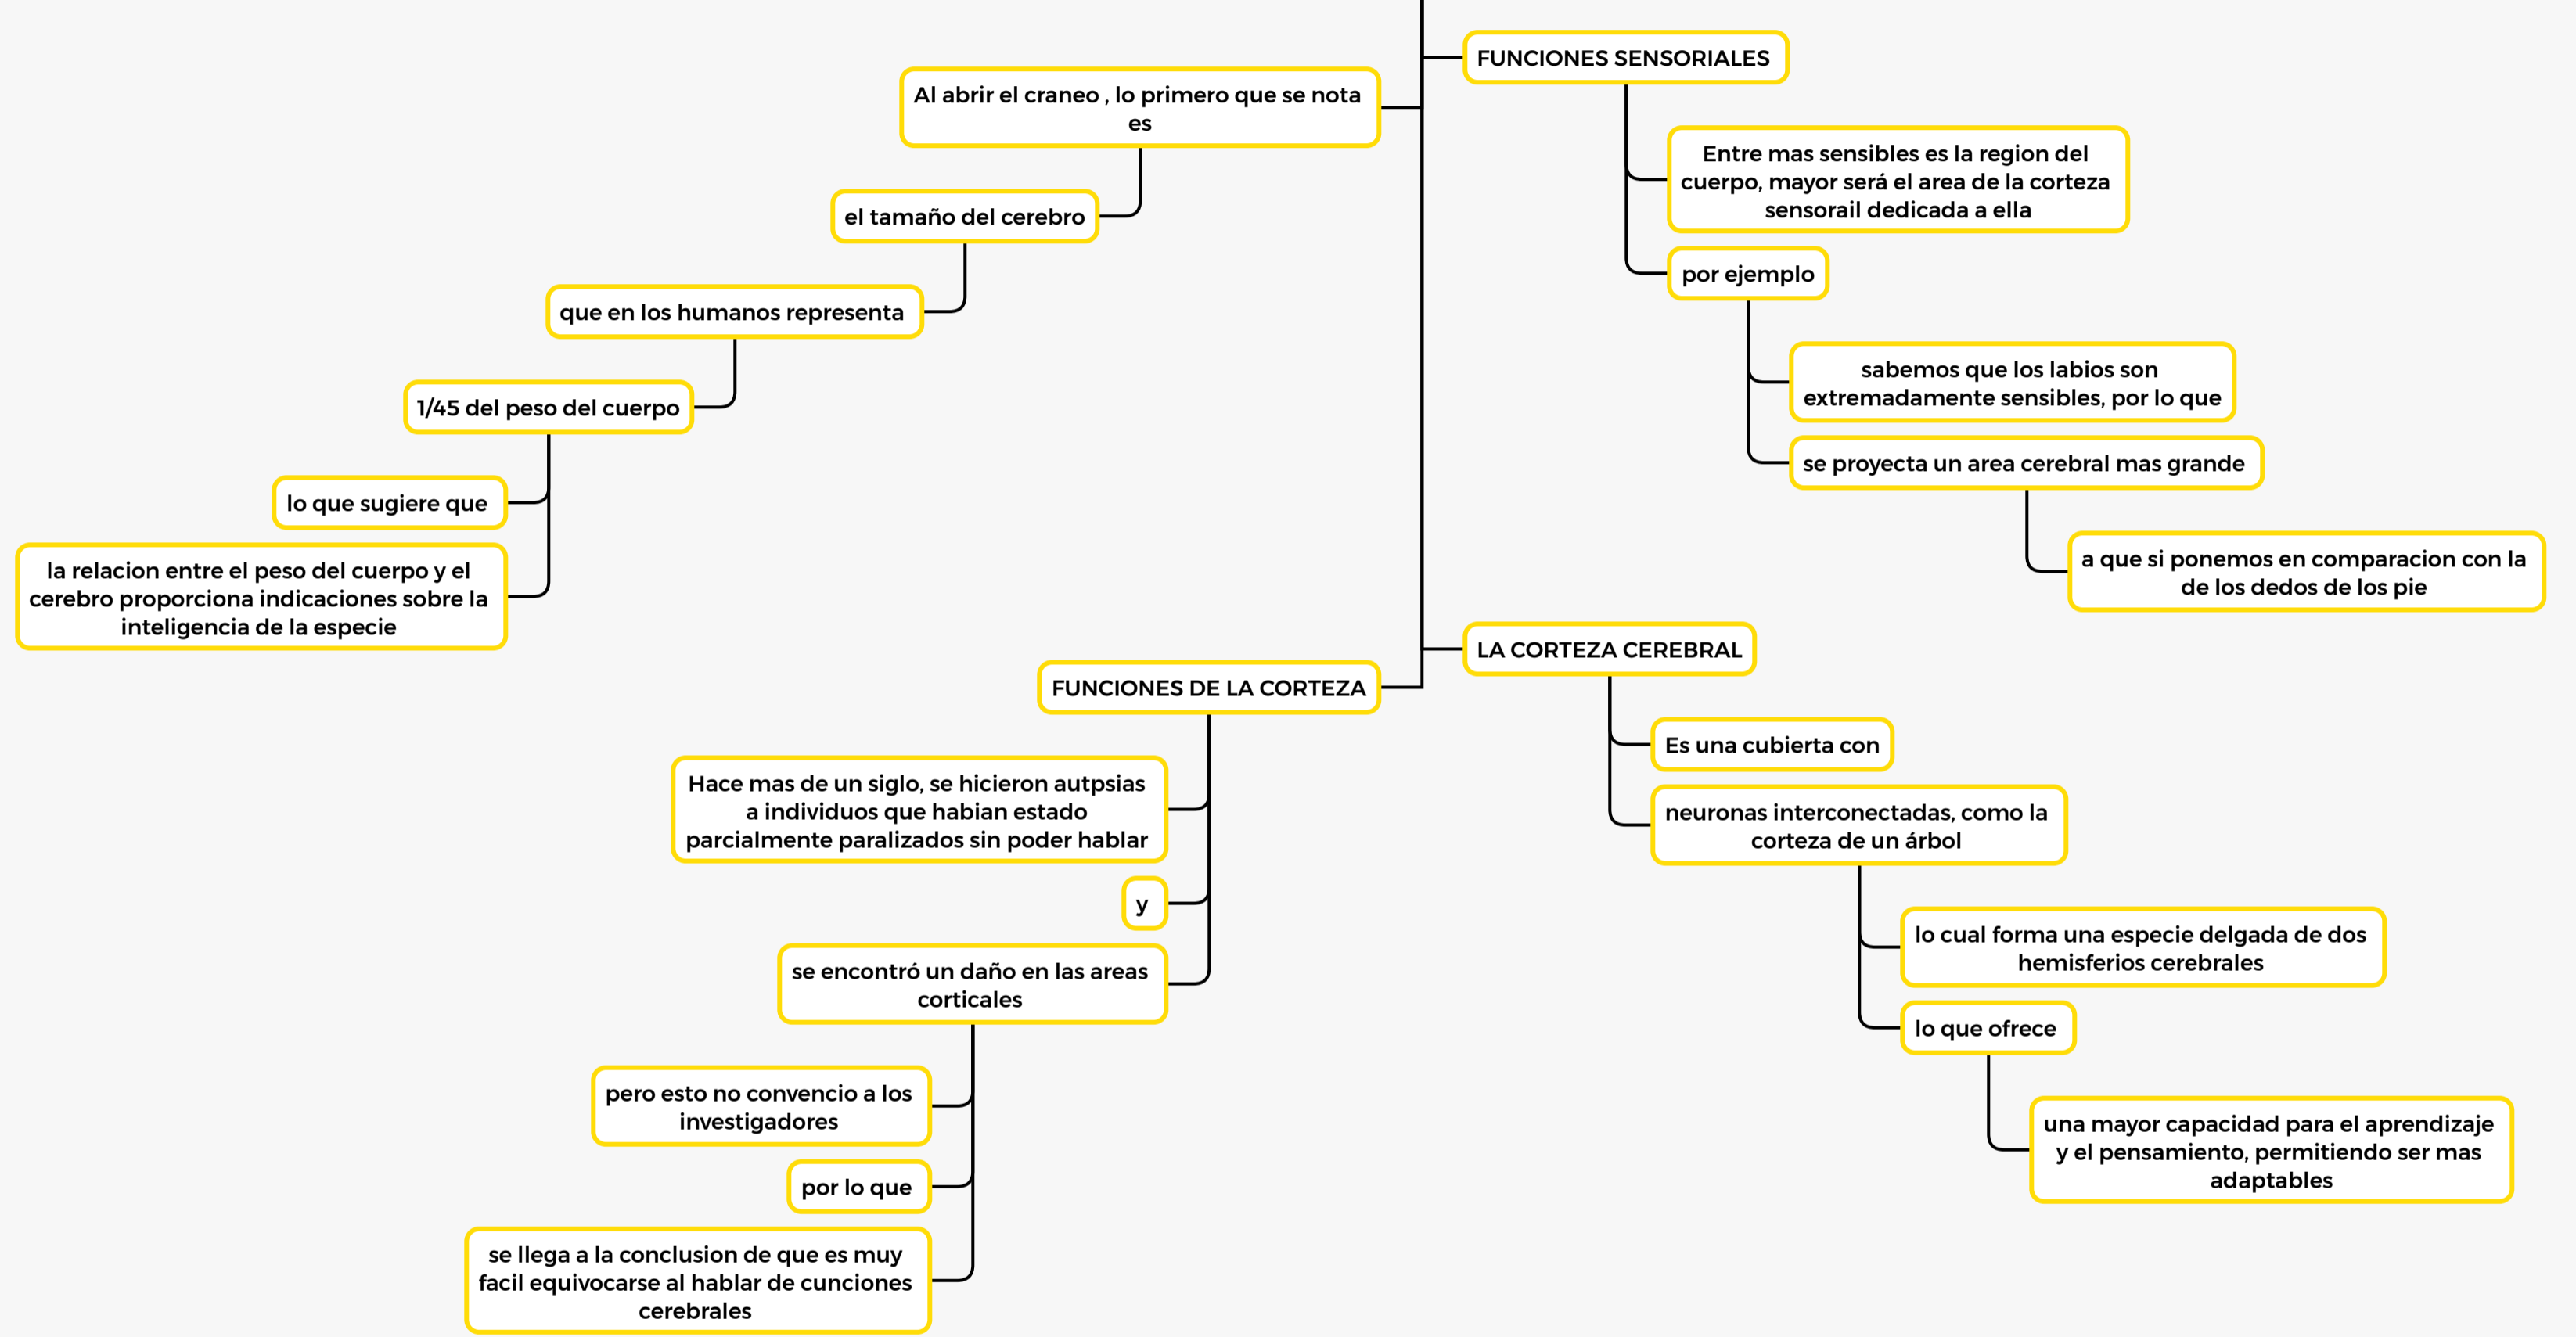 FUNCIONES SENSORIALES
Entre mas sensibles es la region del
cuerpo, mayor será el area de la corteza
sensorail dedicada a ella
por ejemplo
sabemos que los labios son
extremadamente sensibles, por lo que
se proyecta un area cerebral mas grande
a que si ponemos en comparacion con la
de los dedos de los pie
Al abrir el craneo , lo primero que se nota
es
el tamaño del cerebro
que en los humanos representa
1/45 del peso del cuerpo
lo que sugiere que
la relacion entre el peso del cuerpo y el
cerebro proporciona indicaciones sobre la
inteligencia de la especie
LA CORTEZA CEREBRAL
Es una cubierta con
neuronas interconectadas, como la
corteza de un árbol
lo cual forma una especie delgada de dos
hemisferios cerebrales
lo que ofrece
una mayor capacidad para el aprendizaje
y el pensamiento, permitiendo ser mas
adaptables
FUNCIONES DE LA CORTEZA
Hace mas de un siglo, se hicieron autpsias
a individuos que habian estado
parcialmente paralizados sin poder hablar
y
se encontró un daño en las areas
corticales
pero esto no convencio a los
investigadores
por lo que
se llega a la conclusion de que es muy
facil equivocarse al hablar de cunciones
cerebrales